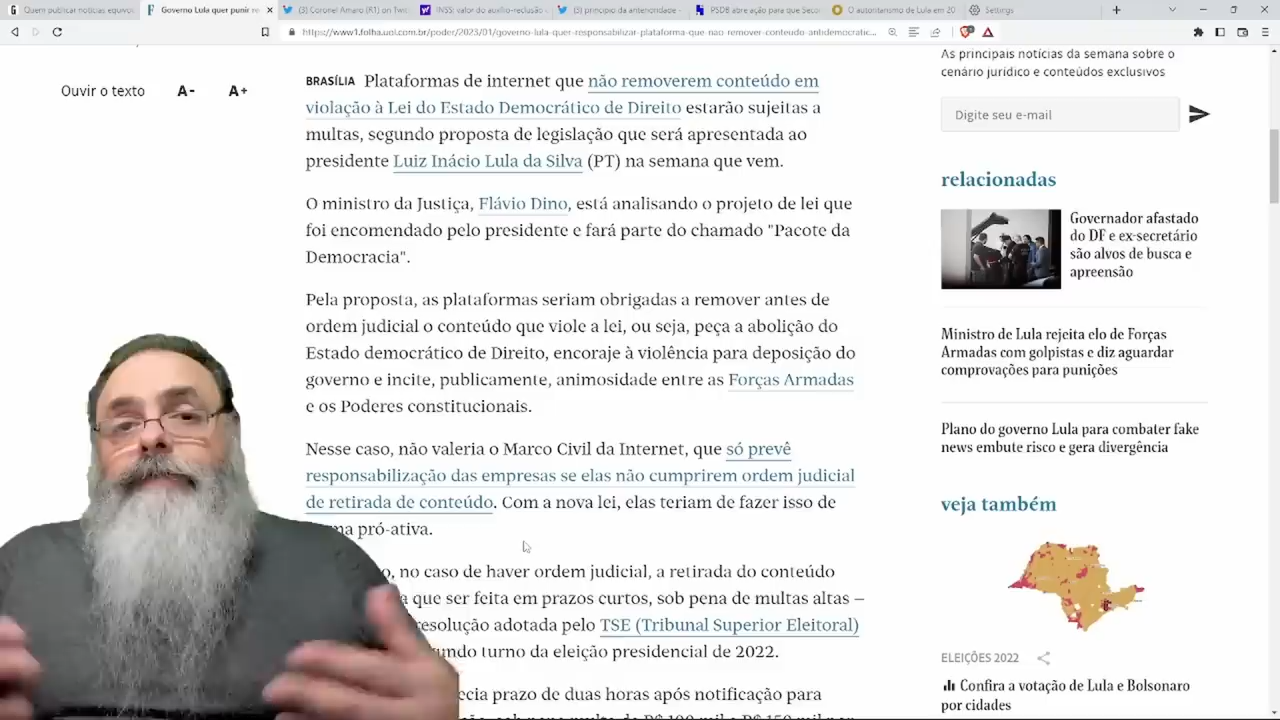 Quem publicar notícias equivoc
Governo Lula quer punir re
(3) Coronel Amaro (R1) on Twit
INSS: valor do auxílio-reclusão
(3) princípio da anterioridade -
PSDB abre ação para que Seco
O autoritarismo de Lula em 20
Settings
https://www1.folha.uol.com.br/poder/2023/01/governo-lula-quer-responsabilizar-plataforma-que-nao-remover-conteudo-antidemocratic...
Ouvir o texto A- A+
BRASÍLIA Plataformas de internet que não removerem conteúdo em
violação à Lei do Estado Democrático de Direito estarão sujeitas a
multas, segundo proposta de legislação que será apresentada ao
presidente Luiz Inácio Lula da Silva (PT) na semana que vem.
O ministro da Justiça, Flávio Dino, está analisando o projeto de lei que
foi encomendado pelo presidente e fará parte do chamado "Pacote da
Democracia".
Pela proposta, as plataformas seriam obrigadas a remover antes de
ordem judicial o conteúdo que viole a lei, ou seja, peça a abolição do
Estado democrático de Direito, encoraje à violência para deposição do
governo e incite, publicamente, animosidade entre as Forças Armadas
e os Poderes constitucionais.
Nesse caso, não valeria o Marco Civil da Internet, que só prevê
responsabilização das empresas se elas não cumprirem ordem judicial
de retirada de conteúdo. Com a nova lei, elas teriam de fazer isso de
ma pró-ativa.
o, no caso de haver ordem judicial, a retirada do conteúdo
a que ser feita em prazos curtos, sob pena de multas altas –
resolução adotada pelo TSE (Tribunal Superior Eleitoral)
undo turno da eleição presidencial de 2022.
ecia prazo de duas horas após notificação para
As principais notícias da semana sobre o
cenário jurídico e conteúdos exclusivos
Digite seu e-mail
relacionadas
Governador afastado
do DF e ex-secretário
são alvos de busca e
apreensão
Ministro de Lula rejeita elo de Forças
Armadas com golpistas e diz aguardar
comprovações para punições
Plano do governo Lula para combater fake
news embute risco e gera divergência
veja também
ELEIÇÕES 2022
Confira a votação de Lula e Bolsonaro
por cidades